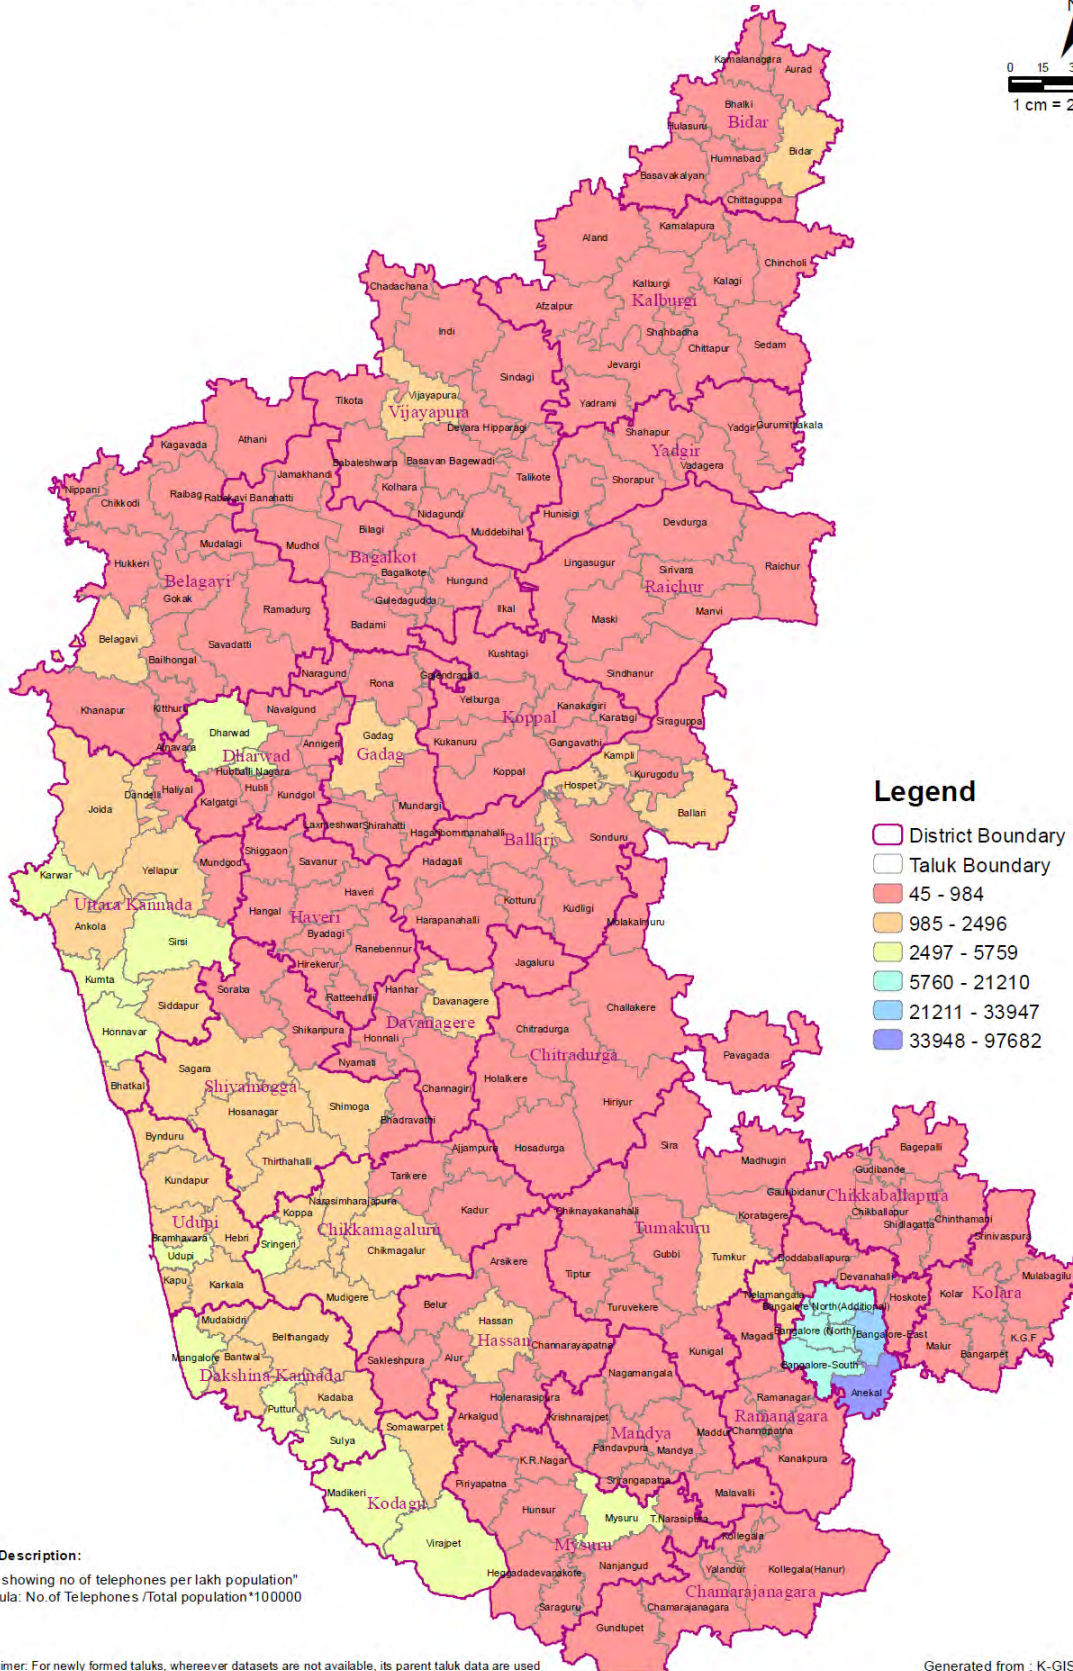 N
0 15 3
1 cm = 2
Kamalanagara
Aurad
Bhalki
Bidar
Hulasuru
Bidar
Humnabad
Basavakalyan
Chittaguppa
Kamalapura
Aland
Chincholi
Kalburgi
Kalagi
Chadachana
Kalburgi
Afzalpur
Indi
Shahbadha
Chittapur
Sedam
Jevargi
Sindagi
Vijayapura
Tikota
Yadrami
Vijayapura
Devara Hipparagi
Yadgir
Gurumithakala
Shahapur
Athani
Kagavada
Yadgir
Babaleshwara
Basavan Bagewadi
Vadagera
Jamakhandi
Talikote
Shorapur
Kolhara
Nippani
Chikkodi
Raibag
Rabakavi Banahatti
Nidagundi
Hunisigi
Devdurga
Bilagi
Muddebihal
Mudalagi
Mudhol
Bagalkot
Hukkeri
Lingasugur
Sirivara
Raichur
Bagalkote
Hungund
Belagavi
Raichur
Gokak
Guledagudda
Ramadurg
Ilkal
Manvi
Badami
Maski
Belagavi
Savadatti
Kushtagi
Bailhongal
Naragund
Rona
Gajendragad
Sindhanur
Yelburga
Khanapur
Kitthur
Navalgund
Kanakagiri
Koppal
Karatagi
Siraguppa
Dharwad
Gadag
Alnavara
Annigeri
Kukanuru
Gangavathi
Dharwad
Gadag
Kampli
Hubballi Nagara
Koppal
Kurugodu
Hospet
Haliyal
Dandeli
Hubli
Kundgol
Kalgatgi
Joida
Mundargi
Ballari
Laxmeshwar
Shirahatti
Hagaribommanahalli
Ballari
Sonduru
Shiggaon
Savanur
Hadagali
Mundgod
Yellapur
Karwar
Haveri
Uttara Kannada
Hangal
Haveri
Kotturu
Kudligi
Harapanahalli
Molakalmuru
Ankola
Byadagi
Sirsi
Ranebennur
Hirekerur
Jagaluru
Kumta
Soraba
Hanhar
Ratteehalli
Siddapur
Davanagere
Challakere
Honnavar
Shikaripura
Davanagere
Chitradurga
Honnali
Chitradurga
Pavagada
Nyamati
Sagara
Shivamogga
Bhatkal
Channagiri
Holalkere
Hosanagar
Shimoga
Bhadravathi
Hiriyur
Bynduru
Ajjampura
Hosadurga
Sira
Thirthahalli
Madhugiri
Bagepalli
Kundapur
Tarikere
Gudibande
Gauribidanur
Chikkaballapura
Narasimharajapura
Koppa
Kadur
Chiknayakanahalli
Koratagere
Chikballapur
Chinthamani
Udupi
Chikkamagaluru
Tumakuru
Shidlagatta
Bramhavara
Hebri
Sringeri
Srinivaspura
Chikmagalur
Gubbi
Tumkur
Udupi
Arsikere
Doddaballapura
Kapu
Karkala
Tiptur
Devanahalli
Mulabagilu
Mudigere
Nelamangala
Hoskote
Kolar
Kolara
Belur
Turuvekere
Bangalore North(Additional)
Mudabidri
Hassan
Belthangady
Hassan
Magadi
Bangalore (North)
Bangalore-East
K.G.F
Mangalore
Bantwal
Sakleshpura
Alur
Channarayapatna
Kunigal
Malur
Bangarpet
Dakshina Kannada
Nagamangala
Bangalore-South
Anekal
Kadaba
Holenarasipura
Ramanagar
Puttur
Arkalgud
Krishnarajpet
Ramanagara
Somawarpet
Mandya
Maddur
Channapatna
Sulya
Pandavpura
Mandya
Kanakpura
K.R.Nagar
Srirangapatna
Piriyapatna
Malavalli
Madikeri
Kodagu
Hunsur
Mysuru
T.Narasipura
Virajpet
Mysuru
Kollegala
Heggadadevanakote
Nanjangud
Yalandur
Kollegala(Hanur)
Saraguru
Chamarajanagara
Chamarajanagara
Gundlupet
Legend
District Boundary
Taluk Boundary
45 - 984
985 - 2496
2497 - 5759
5760 - 21210
21211 - 33947
33948 - 97682
Description:
showing no of telephones per lakh population"
ula: No.of Telephones /Total population*100000
imer: For newly formed taluks, whereever datasets are not available, its parent taluk data are used
Generated from : K-GIS